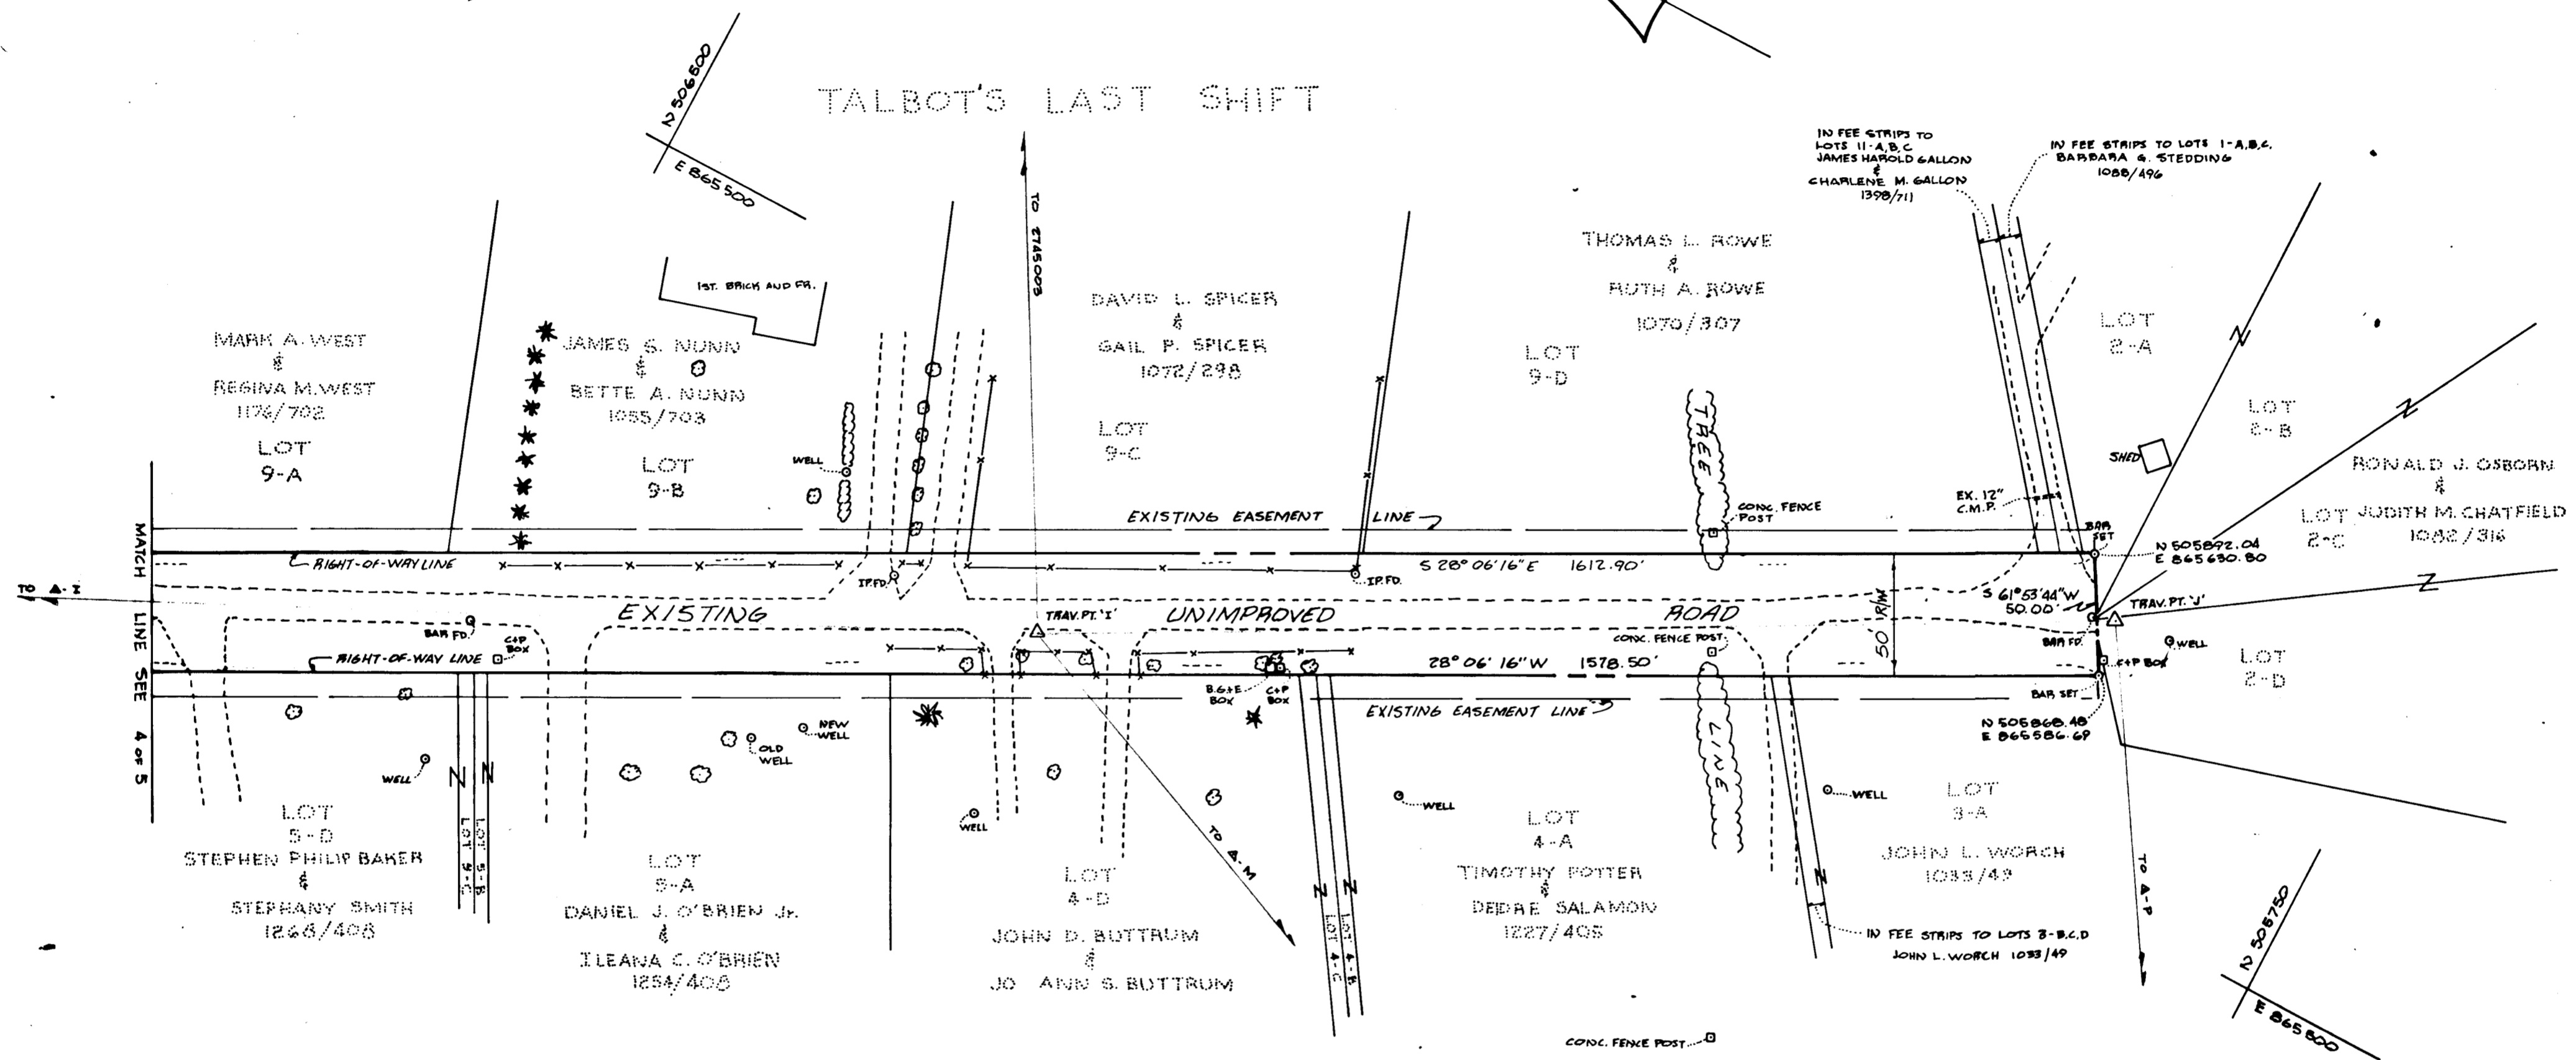 N 506500
E 865500
TALBOT'S LAST SHIFT
TO 2745003
IN FEE STRIPS TO
LOTS 11-A,B,C
JAMES HAROLD GALLON
&
CHARLENE M. GALLON
1398/711
IN FEE STRIPS TO LOTS 1-A,B,C,
BARBARA G. STEDDING
1088/496
MARK A. WEST
&
REGINA M. WEST
1176/702
LOT
9-A
1ST. BRICK AND FR.
JAMES S. NUNN
&
BETTE A. NUNN
1055/703
LOT
9-B
WELL
DAVID L. SPICER
&
GAIL P. SPICER
1072/298
LOT
9-C
THOMAS L. ROWE
&
RUTH A. ROWE
1070/307
LOT
9-D
TREE
CONC. FENCE
POST
EX. 12"
C.M.P.
LOT
2-A
LOT
2-B
SHED
RONALD J. OSBORN
&
JUDITH M. CHATFIELD
1082/316
LOT
2-C
EXISTING EASEMENT LINE
BAR
SET
N 505892.04
E 865630.80
MATCH LINE SEE 4 OF 5
RIGHT-OF-WAY LINE
I.P. FD.
I.P. FD.
S 28° 06' 16" E 1612.90'
S 61° 53' 44" W
50.00'
TRAV. PT. 'J'
TO Δ-I
EXISTING UNIMPROVED ROAD
TRAV. PT. 'I'
50 R/W
BAR FD.
C+P
BOX
RIGHT-OF-WAY LINE
CONC. FENCE POST
28° 06' 16" W 1578.50'
BAR FD.
WELL
C+P BOX
LOT
2-D
BAR SET
B.G+E
BOX
C+P
BOX
EXISTING EASEMENT LINE
N 505868.48
E 865586.69
WELL
NEW
WELL
OLD
WELL
WELL
WELL
WELL
LINE
LOT
5-D
STEPHEN PHILIP BAKER
&
STEPHANY SMITH
1268/408
LOT 5-C
LOT 5-B
LOT
5-A
DANIEL J. O'BRIEN Jr.
&
ILEANA C. O'BRIEN
1254/408
LOT
4-D
JOHN D. BUTTRUM
&
JO ANN S. BUTTRUM
TO Δ-M
LOT 4-C
LOT 4-B
LOT
4-A
TIMOTHY POTTER
&
DEIDRE SALAMON
1227/405
LOT
3-A
JOHN L. WORCH
1033/49
IN FEE STRIPS TO LOTS 3-B,C,D
JOHN L. WORCH 1033/49
TO Δ-P
CONC. FENCE POST
N 505750
E 865800